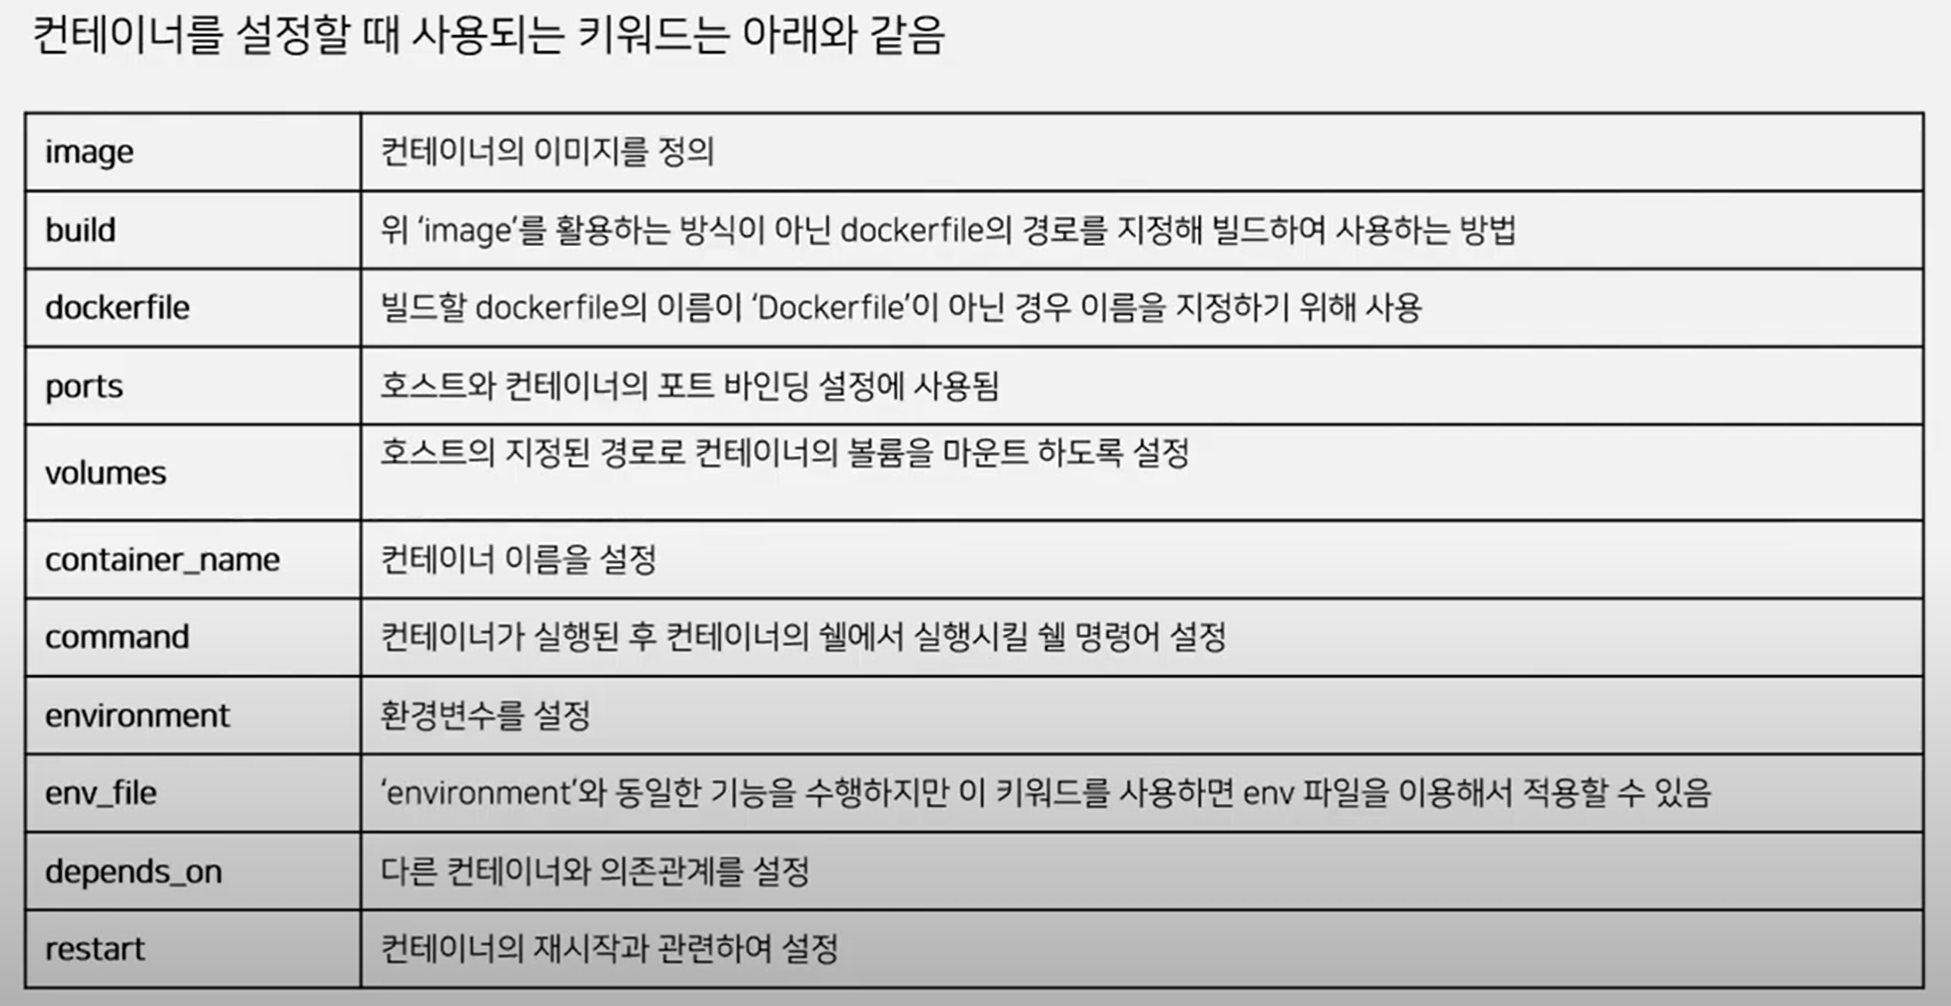 컨테이너를 설정할 때 사용되는 키워드는 아래와 같음
image 컨테이너의 이미지를 정의
build 위 ‘image’를 활용하는 방식이 아닌 dockerfile의 경로를 지정해 빌드하여 사용하는 방법
dockerfile 빌드할 dockerfile의 이름이 ‘Dockerfile’이 아닌 경우 이름을 지정하기 위해 사용
ports 호스트와 컨테이너의 포트 바인딩 설정에 사용됨
volumes 호스트의 지정된 경로로 컨테이너의 볼륨을 마운트 하도록 설정
container_name 컨테이너 이름을 설정
command 컨테이너가 실행된 후 컨테이너의 쉘에서 실행시킬 쉘 명령어 설정
environment 환경변수를 설정
env_file ‘environment’와 동일한 기능을 수행하지만 이 키워드를 사용하면 env 파일을 이용해서 적용할 수 있음
depends_on 다른 컨테이너와 의존관계를 설정
restart 컨테이너의 재시작과 관련하여 설정